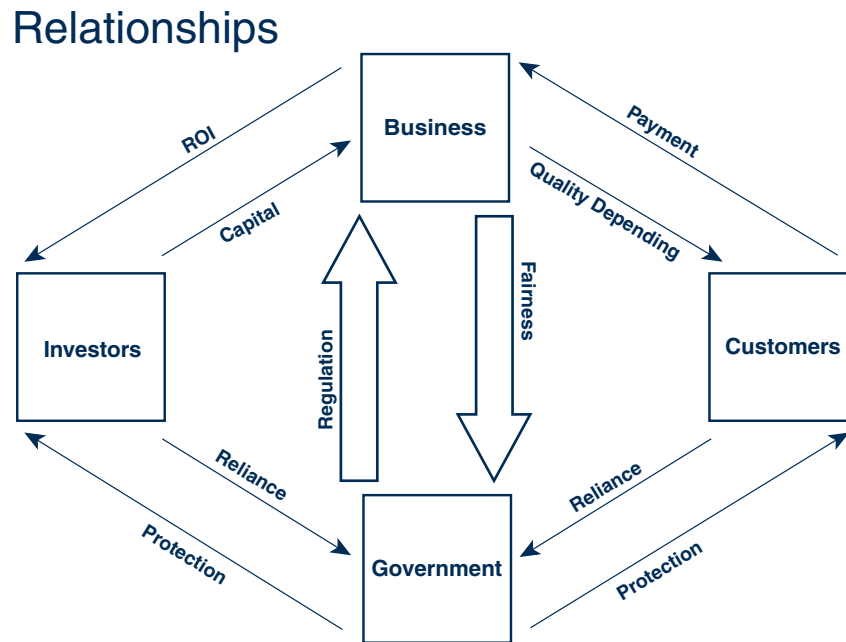 Relationships
Business
ROI
Payment
Capital
Quality Depending
Investors
Regulation
Fairness
Customers
Reliance
Reliance
Protection
Government
Protection